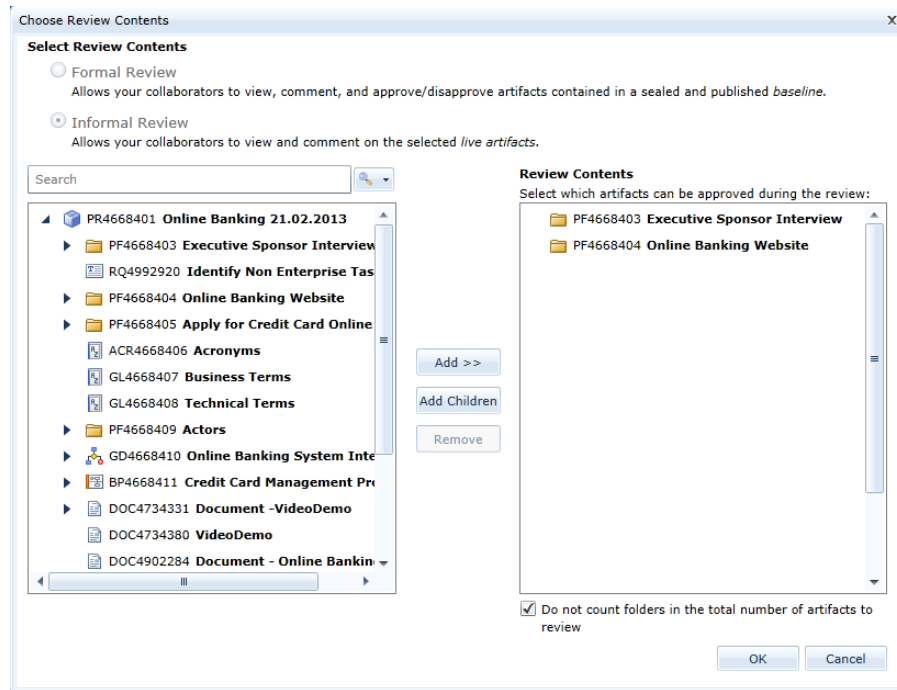 Choose Review Contents
X
Select Review Contents
Formal Review
Allows your collaborators to view, comment, and approve/disapprove artifacts contained in a sealed and published baseline.
Informal Review
Allows your collaborators to view and comment on the selected live artifacts.
Search
PR4668401 Online Banking 21.02.2013
PF4668403 Executive Sponsor Interview
RQ4992920 Identify Non Enterprise Tas
PF4668404 Online Banking Website
PF4668405 Apply for Credit Card Online
ACR4668406 Acronyms
GL4668407 Business Terms
GL4668408 Technical Terms
PF4668409 Actors
GD4668410 Online Banking System Inte
BP4668411 Credit Card Management Pro
DOC4734331 Document -VideoDemo
DOC4734380 VideoDemo
DOC4902284 Document - Online Bankin
Add >>
Add Children
Remove
Review Contents
Select which artifacts can be approved during the review:
PF4668403 Executive Sponsor Interview
PF4668404 Online Banking Website
Do not count folders in the total number of artifacts to
review
OK
Cancel